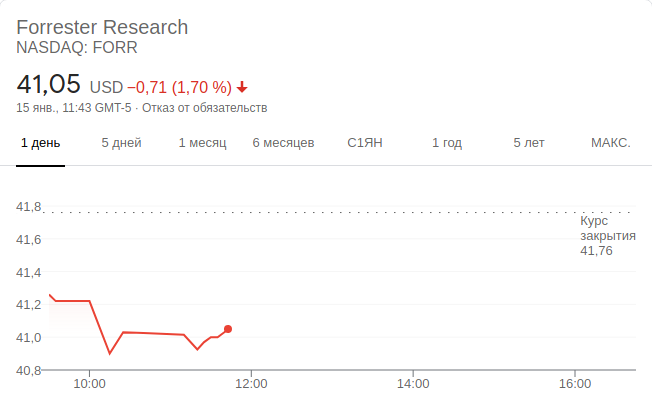 Forrester Research
NASDAQ: FORR
41,05 USD −0,71 (1,70 %)
15 янв., 11:43 GMT-5 · Отказ от обязательств
1 день 5 дней 1 месяц 6 месяцев С1ЯН 1 год 5 лет МАКС.
41,8
Курс
закрытия
41,76
41,6
41,4
41,2
41,0
40,8
10:00 12:00 14:00 16:00